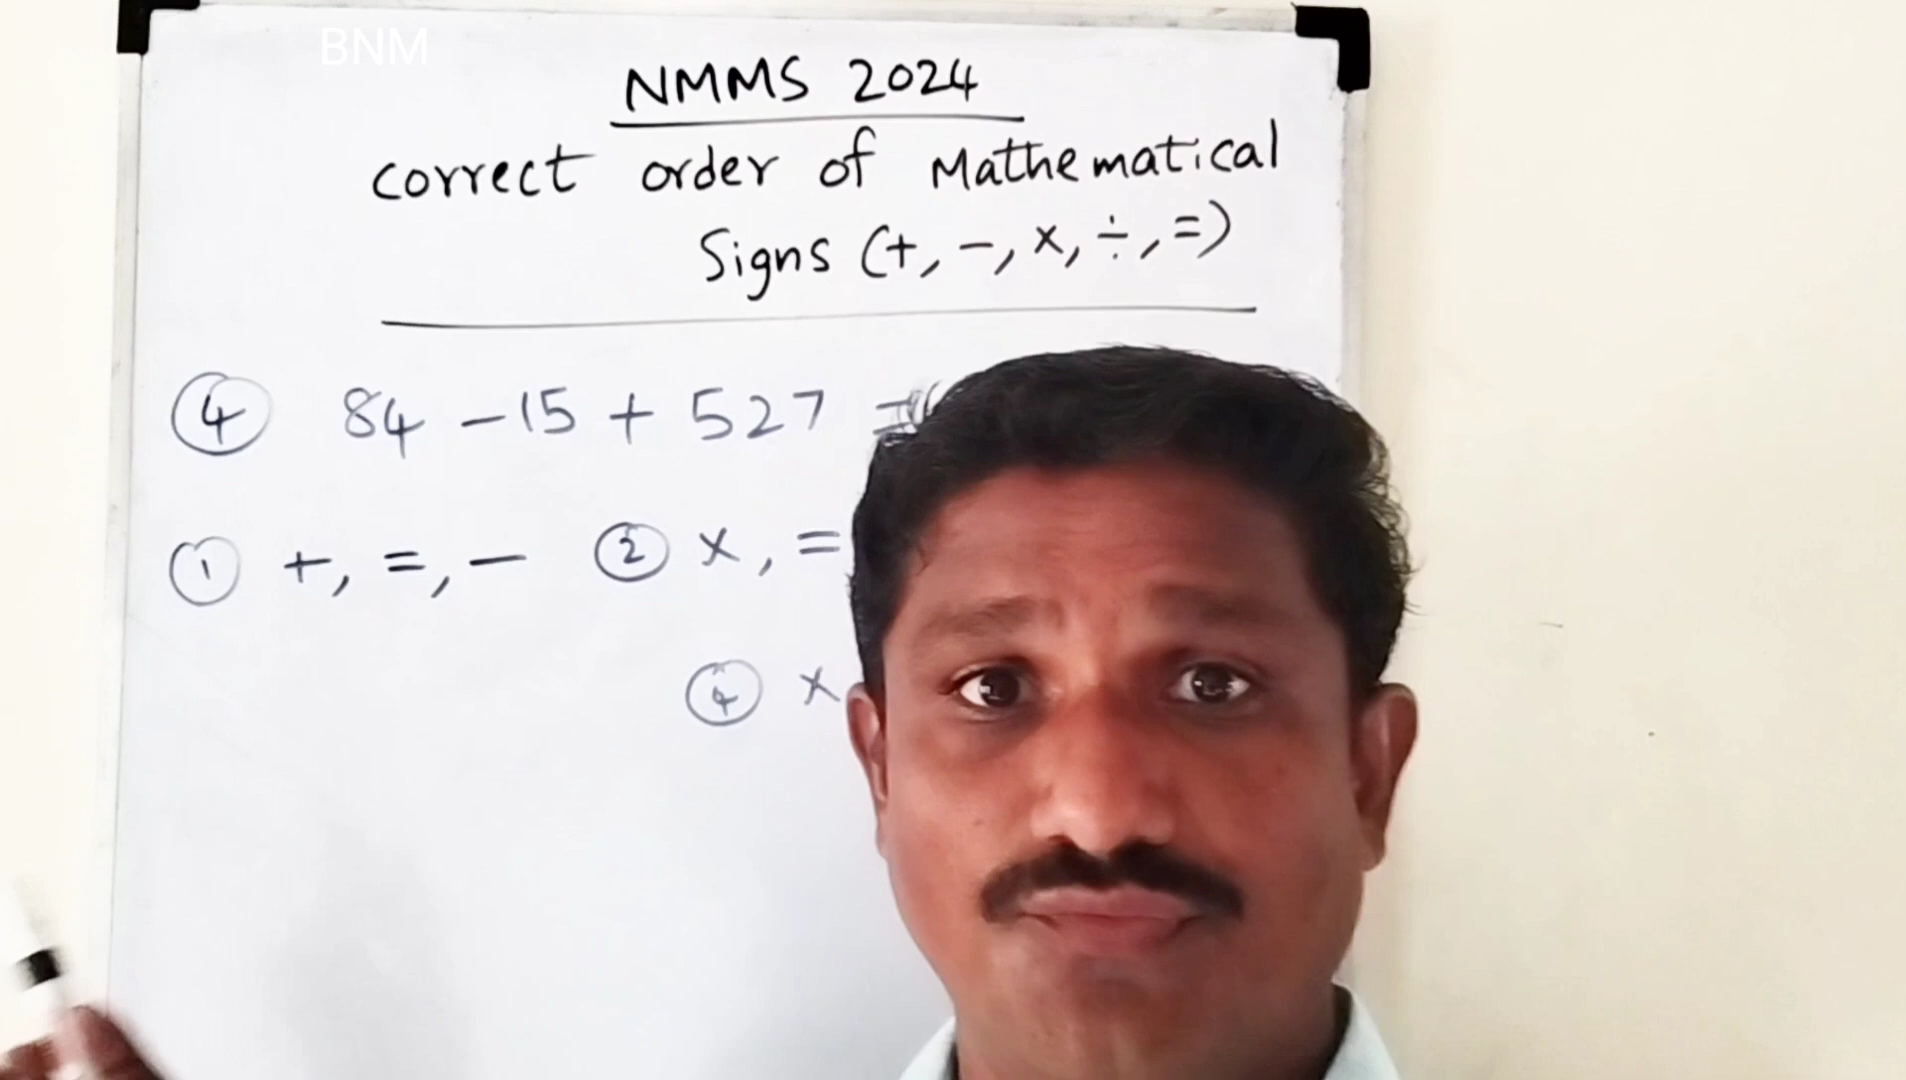 BNM
NMMS 2024
correct order of Mathematical
Signs (+, -, x, ÷, =)
④ 84 - 15 + 527 =
① +, =, - ② x, =
④ x